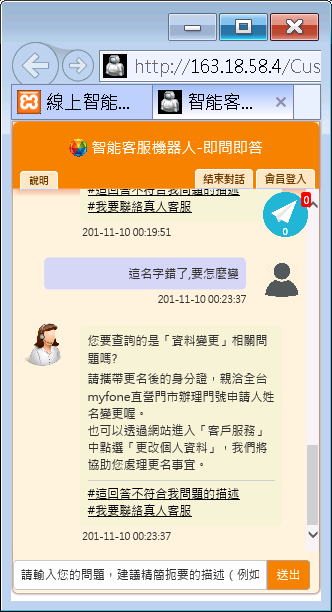 http://163.18.58.4/Cus
線上智能...
智能客...
智能客服機器人-即問即答
說明
結束對話
會員登入
#這回答不符合我問題的描述
#我要聯絡真人客服
0
0
201-11-10 00:19:51
這名字錯了,要怎麼變
201-11-10 00:23:37
你要查詢的是「資料變更」相關問
題嗎?
請攜帶更名後的身分證，親洽全台
myfone直營門市辦理門號申請人姓
名變更喔。
也可以透過網站進入「客戶服務」
中點選「更改個人資料」，我們將
協助您處理更名事宜。
#這回答不符合我問題的描述
#我要聯絡真人客服
201-11-10 00:23:37
請輸入您的問題，建議精簡扼要的描述（例如
送出